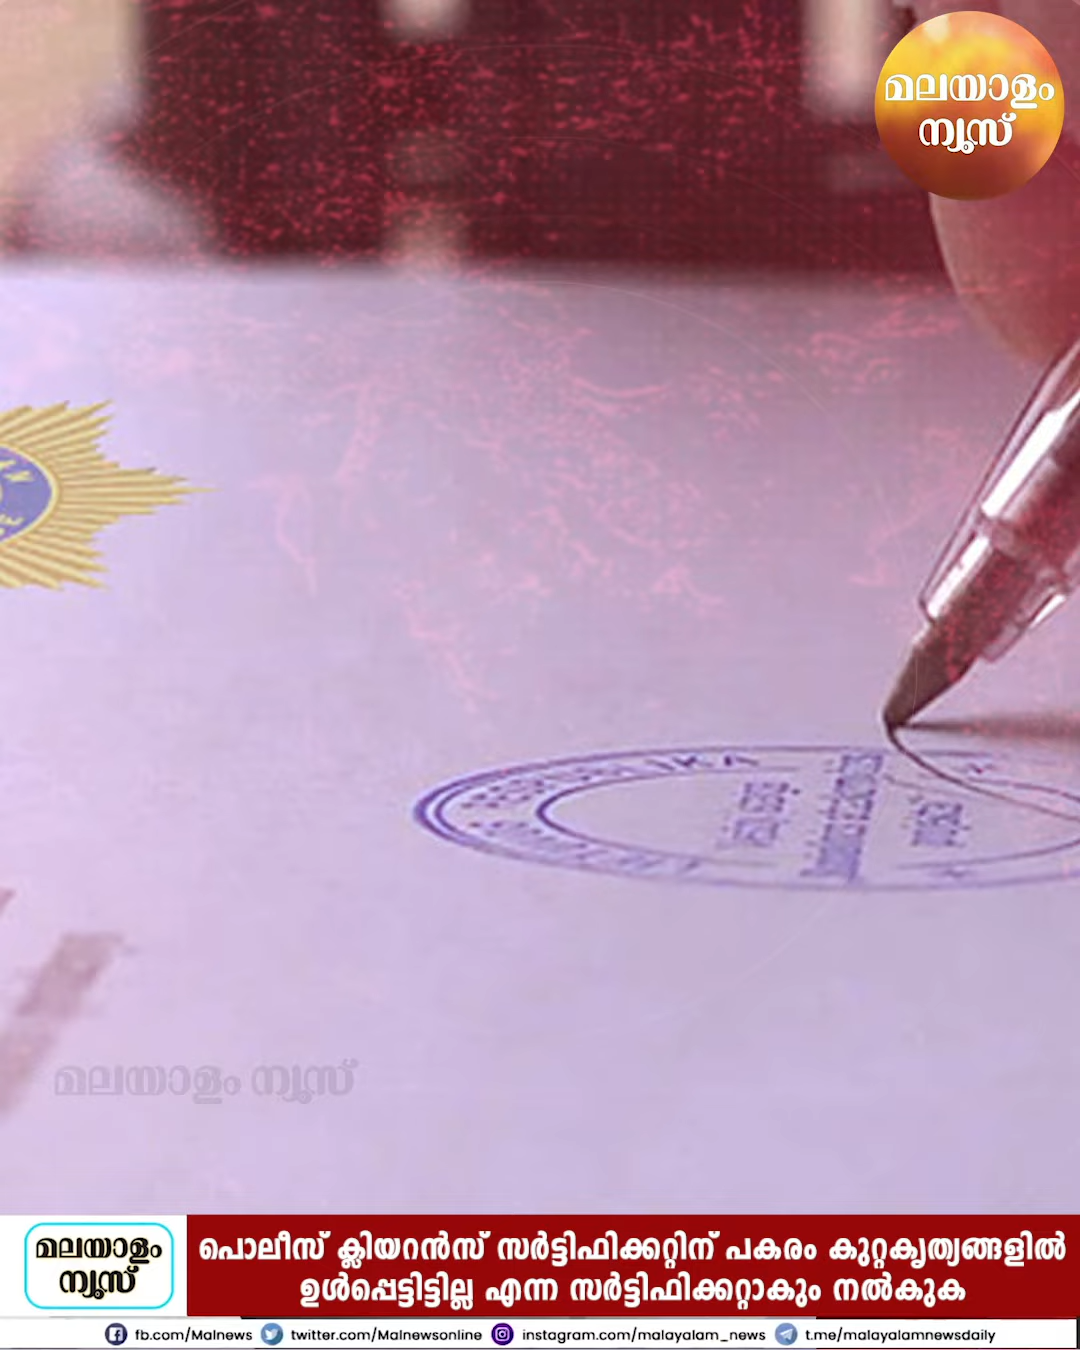 മലയാളം
ന്യൂസ്
മലയാളം ന്യൂസ്
മലയാളം
ന്യൂസ്
പൊലീസ് ക്ലിയറൻസ് സർട്ടിഫിക്കറ്റിന് പകരം കുറ്റകൃത്യങ്ങളിൽ
ഉൾപ്പെട്ടിട്ടില്ല എന്ന സർട്ടിഫിക്കറ്റാകും നൽകുക
fb.com/Malnews twitter.com/Malnewsonline instagram.com/malayalam_news t.me/malayalamnewsdaily